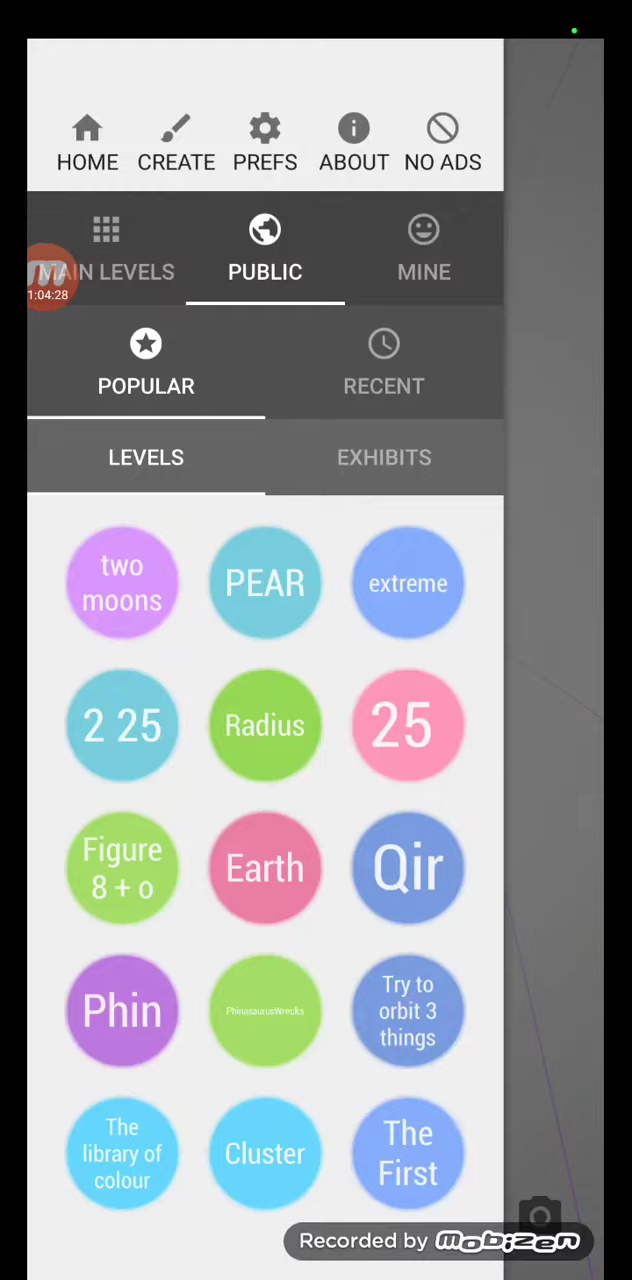 HOME CREATE PREFS ABOUT NO ADS
MAIN LEVELS PUBLIC MINE
1:04:28
POPULAR RECENT
LEVELS EXHIBITS
two
moons
PEAR
extreme
2 25
Radius
25
Figure
8 + o
Earth
Qir
Phin
PhinasaurusWrecks
Try to
orbit 3
things
The
library of
colour
Cluster
The
First
Recorded by mobizen